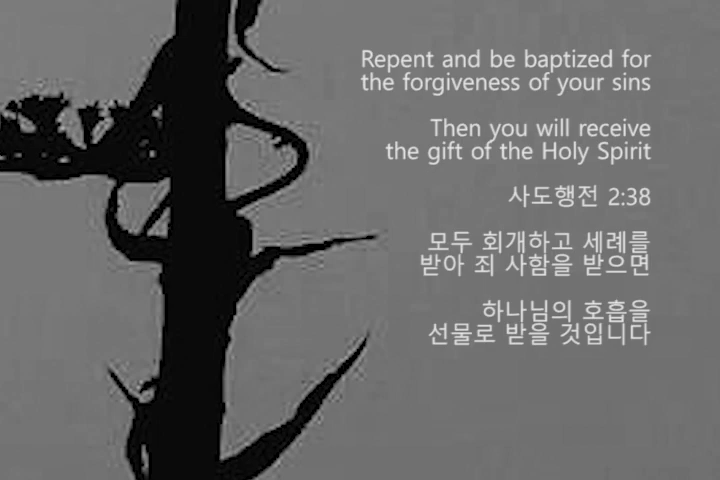 Repent and be baptized for
the forgiveness of your sins
Then you will receive
the gift of the Holy Spirit
사도행전 2:38
모두 회개하고 세례를
받아 죄 사함을 받으면
하나님의 호흡을
선물로 받을 것입니다